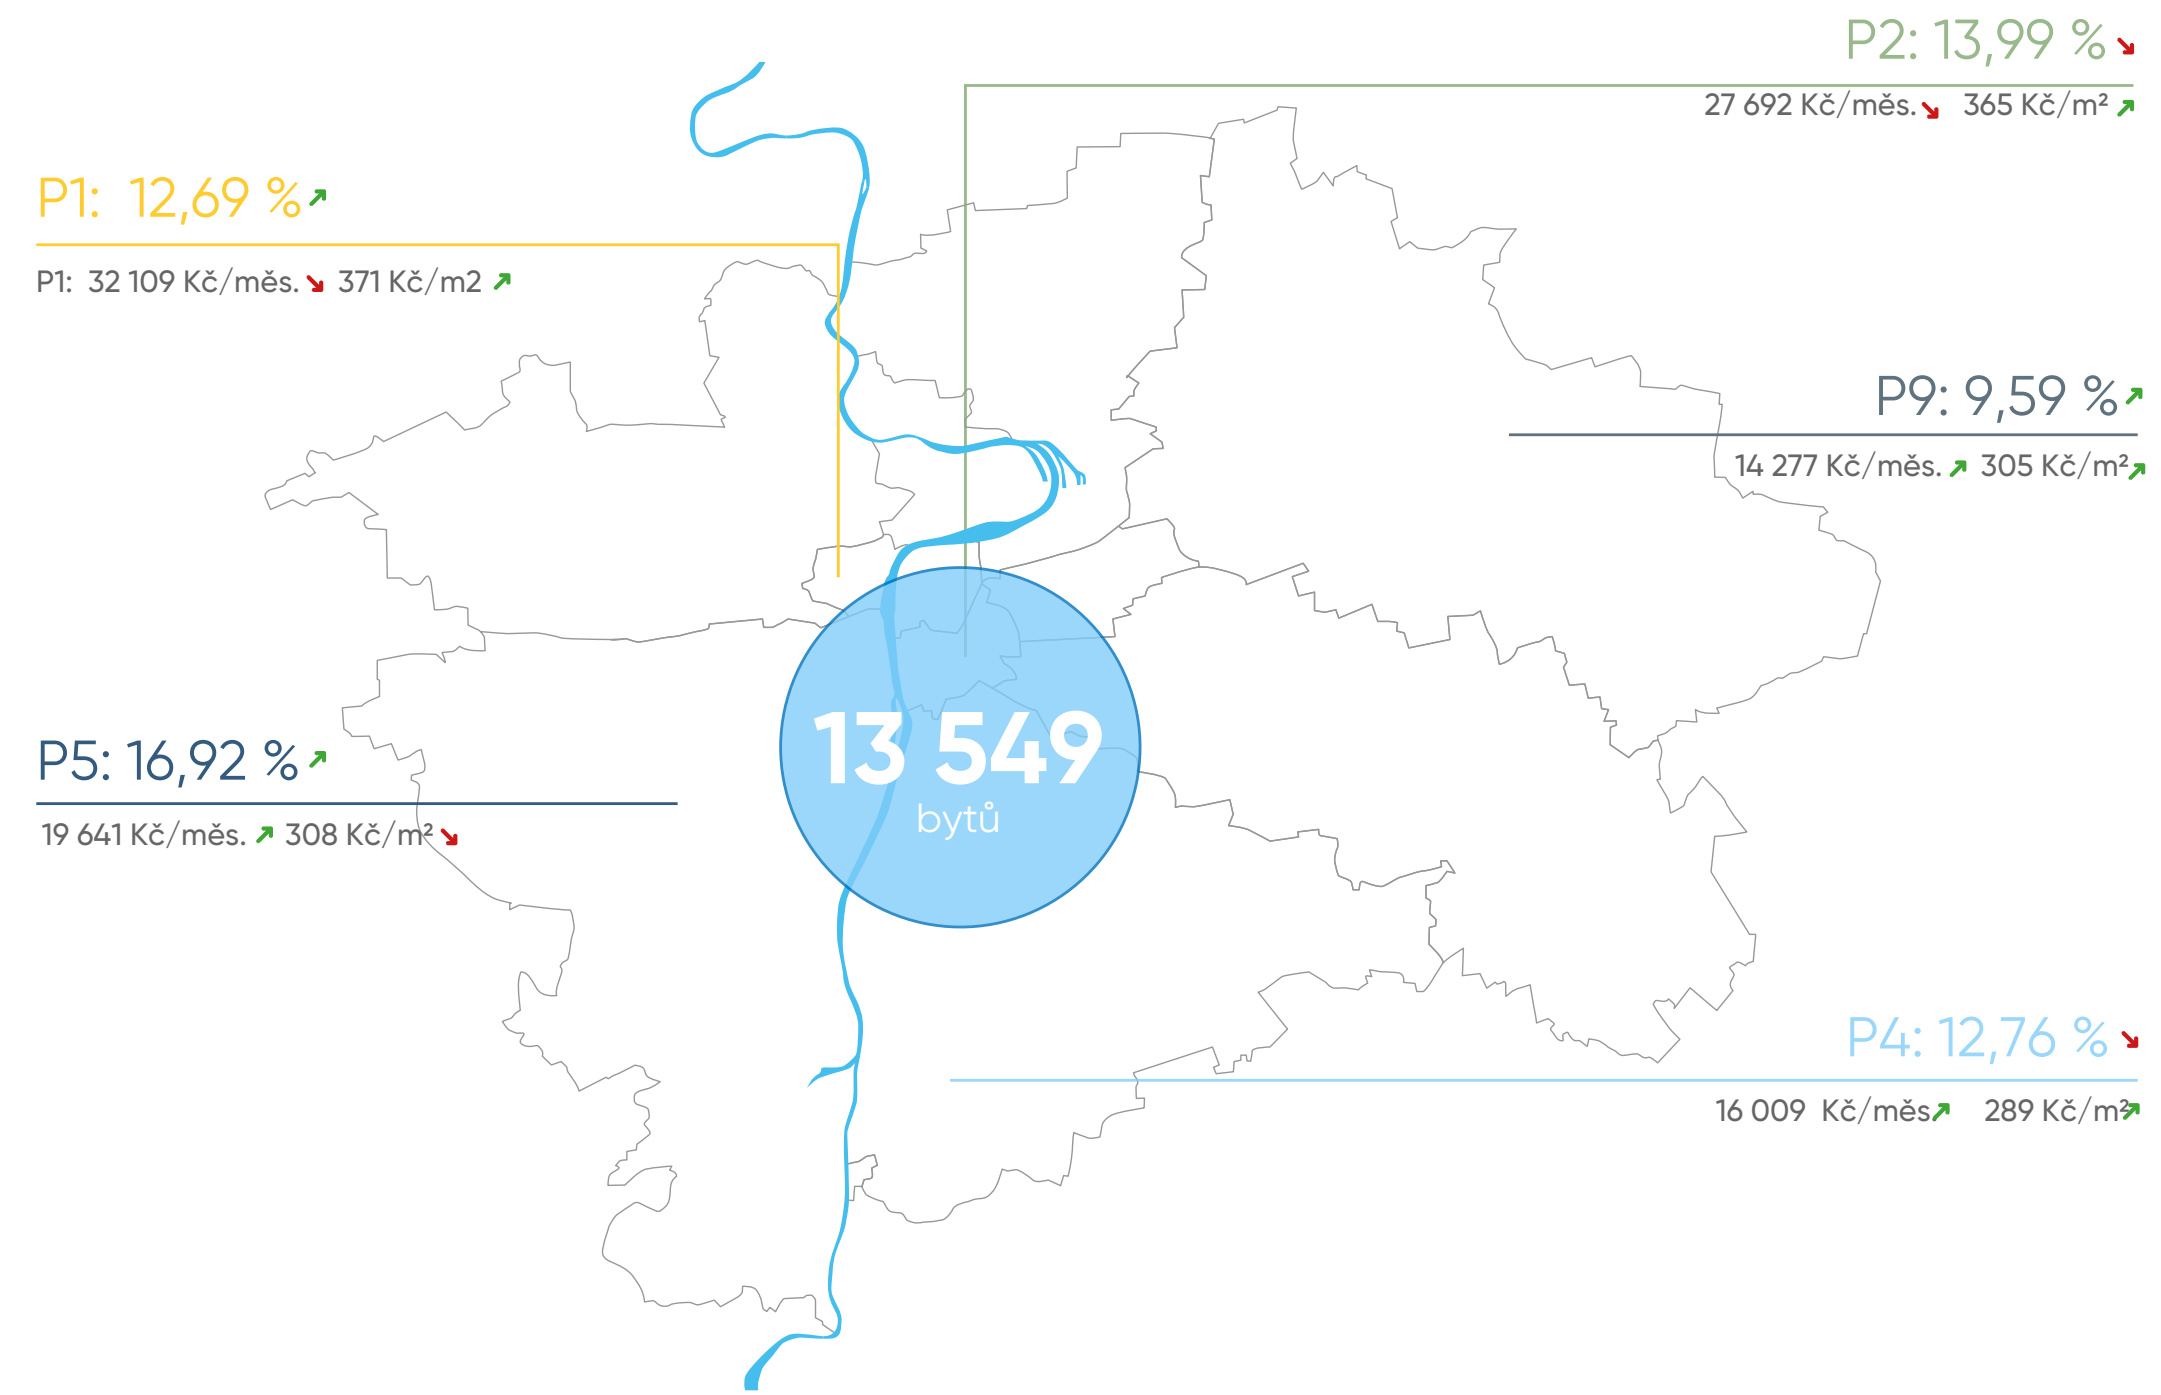 P2: 13,99 %
27 692 Kč/měs. 365 Kč/m²
P1: 12,69 %
P1: 32 109 Kč/měs. 371 Kč/m2
P9: 9,59 %
14 277 Kč/měs. 305 Kč/m²
P5: 16,92 %
19 641 Kč/měs. 308 Kč/m²
13 549
bytů
P4: 12,76 %
16 009 Kč/měs 289 Kč/m²